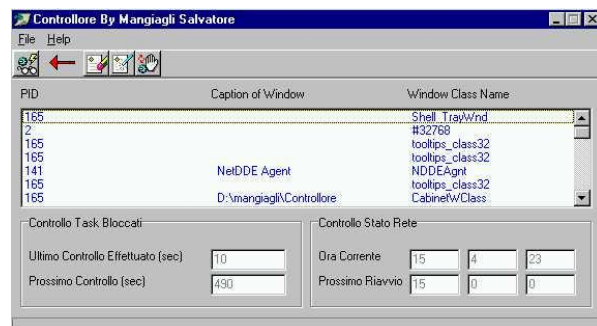 Controllore By Mangiagli Salvatore
File Help
PID Caption of Window Window Class Name
165 Shell_TrayWnd
2 #32768
165 tooltips_class32
165 tooltips_class32
141 NetDDE Agent NDDEAgnt
165 tooltips_class32
165 D:\mangiagli\Controllore CabinetWClass
Controllo Task Bloccati
Ultimo Controllo Effettuato (sec) 10
Prossimo Controllo (sec) 490
Controllo Stato Rete
Ora Corrente 15 4 23
Prossimo Riavvio 15 0 0